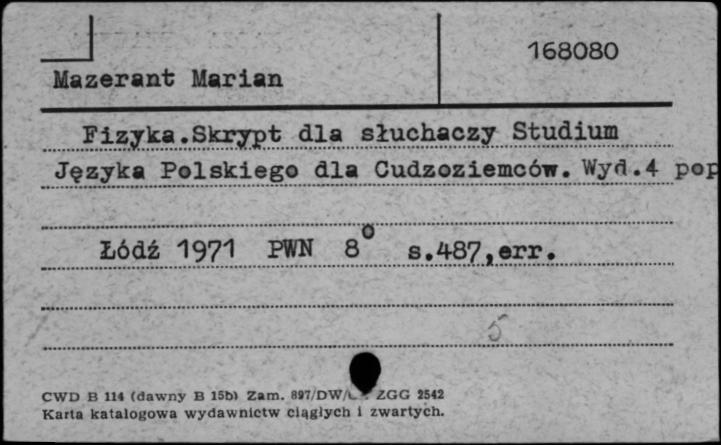 168080
Mazerant Marian
Fizyka.Skrypt dla słuchaczy Studium
Języka Polskiego dla Cudzoziemców. Wyd.4 pop
Łódź 1971 PWN 8° s.487,err.
5
CWD B 114 (dawny B 15b) Zam. 897/DW/ ZGG 2542
Karta katalogowa wydawnictw ciągłych i zwartych.